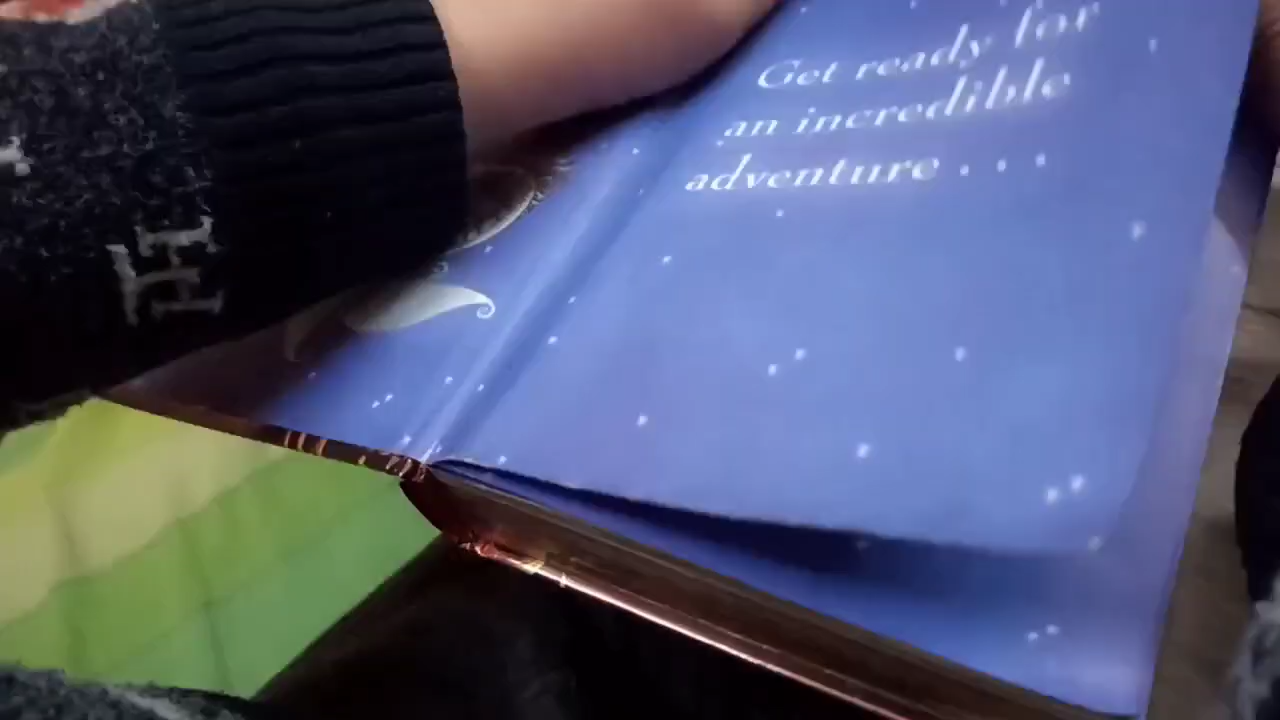 Get ready for
an incredible
adventure . . .